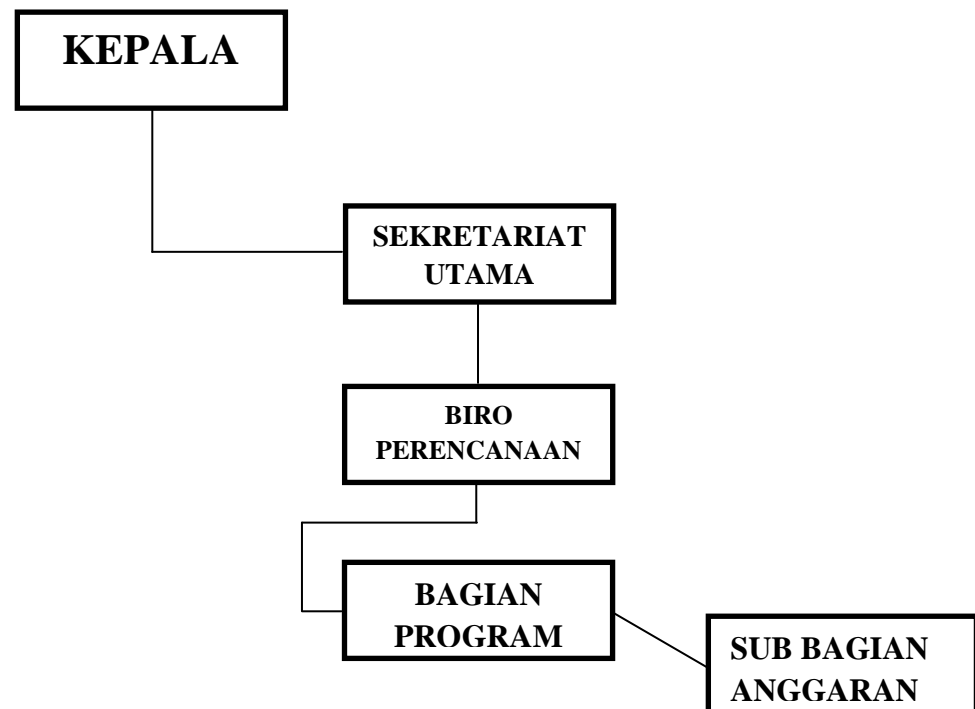 KEPALA
SEKRETARIAT
UTAMA
BIRO
PERENCANAAN
BAGIAN
PROGRAM
SUB BAGIAN
ANGGARAN